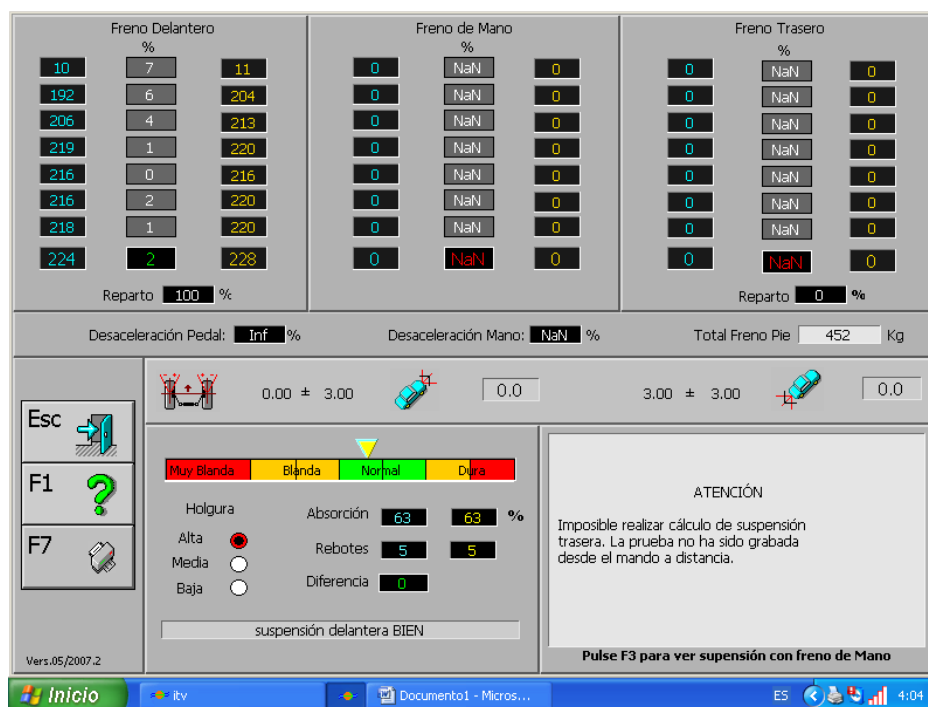 Freno Delantero Freno de Mano Freno Trasero
% % %
10 7 11 0 NaN 0 0 NaN 0
192 6 204 0 NaN 0 0 NaN 0
206 4 213 0 NaN 0 0 NaN 0
219 1 220 0 NaN 0 0 NaN 0
216 0 216 0 NaN 0 0 NaN 0
216 2 220 0 NaN 0 0 NaN 0
218 1 220 0 NaN 0 0 NaN 0
224 2 228 0 NaN 0 0 NaN 0
Reparto 100 % Reparto 0 %
Desaceleración Pedal: Inf % Desaceleración Mano: NaN % Total Freno Pie 452 Kg
0.00 ± 3.00 0.0 3.00 ± 3.00 0.0
Esc
F1
F7
Vers.05/2007.2
Muy Blanda Blanda Normal Dura
Holgura
Alta
Media
Baja
Absorción 63 63 %
Rebotes 5 5
Diferencia 0
suspensión delantera BIEN
ATENCIÓN
Imposible realizar cálculo de suspensión
trasera. La prueba no ha sido grabada
desde el mando a distancia.
Pulse F3 para ver supensión con freno de Mano
Inicio itv Documento1 - Micros... ES 4:04